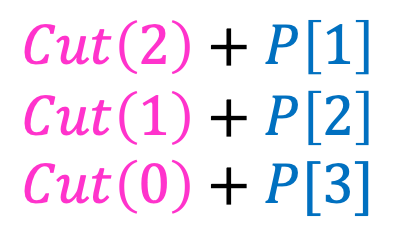 Cut(2) + P[1]
Cut(1) + P[2]
Cut(0) + P[3]